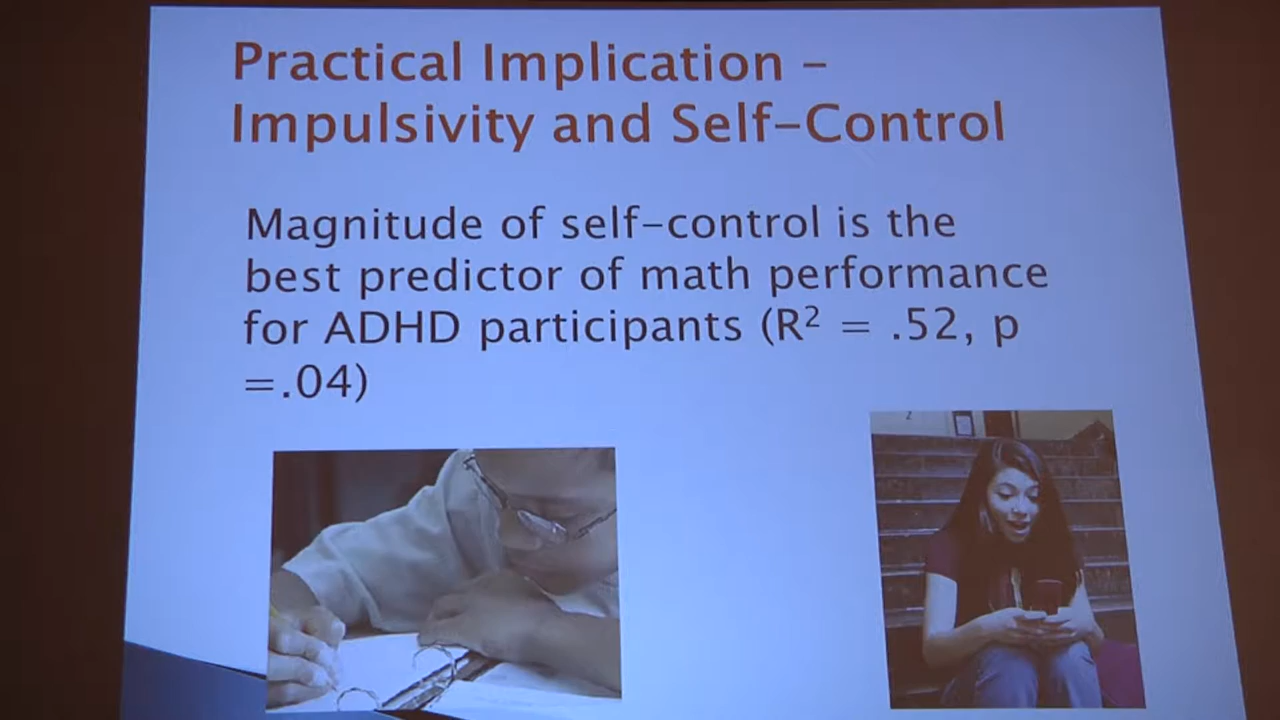 Practical Implication –
Impulsivity and Self-Control
Magnitude of self-control is the
best predictor of math performance
for ADHD participants (R² = .52, p
=.04)